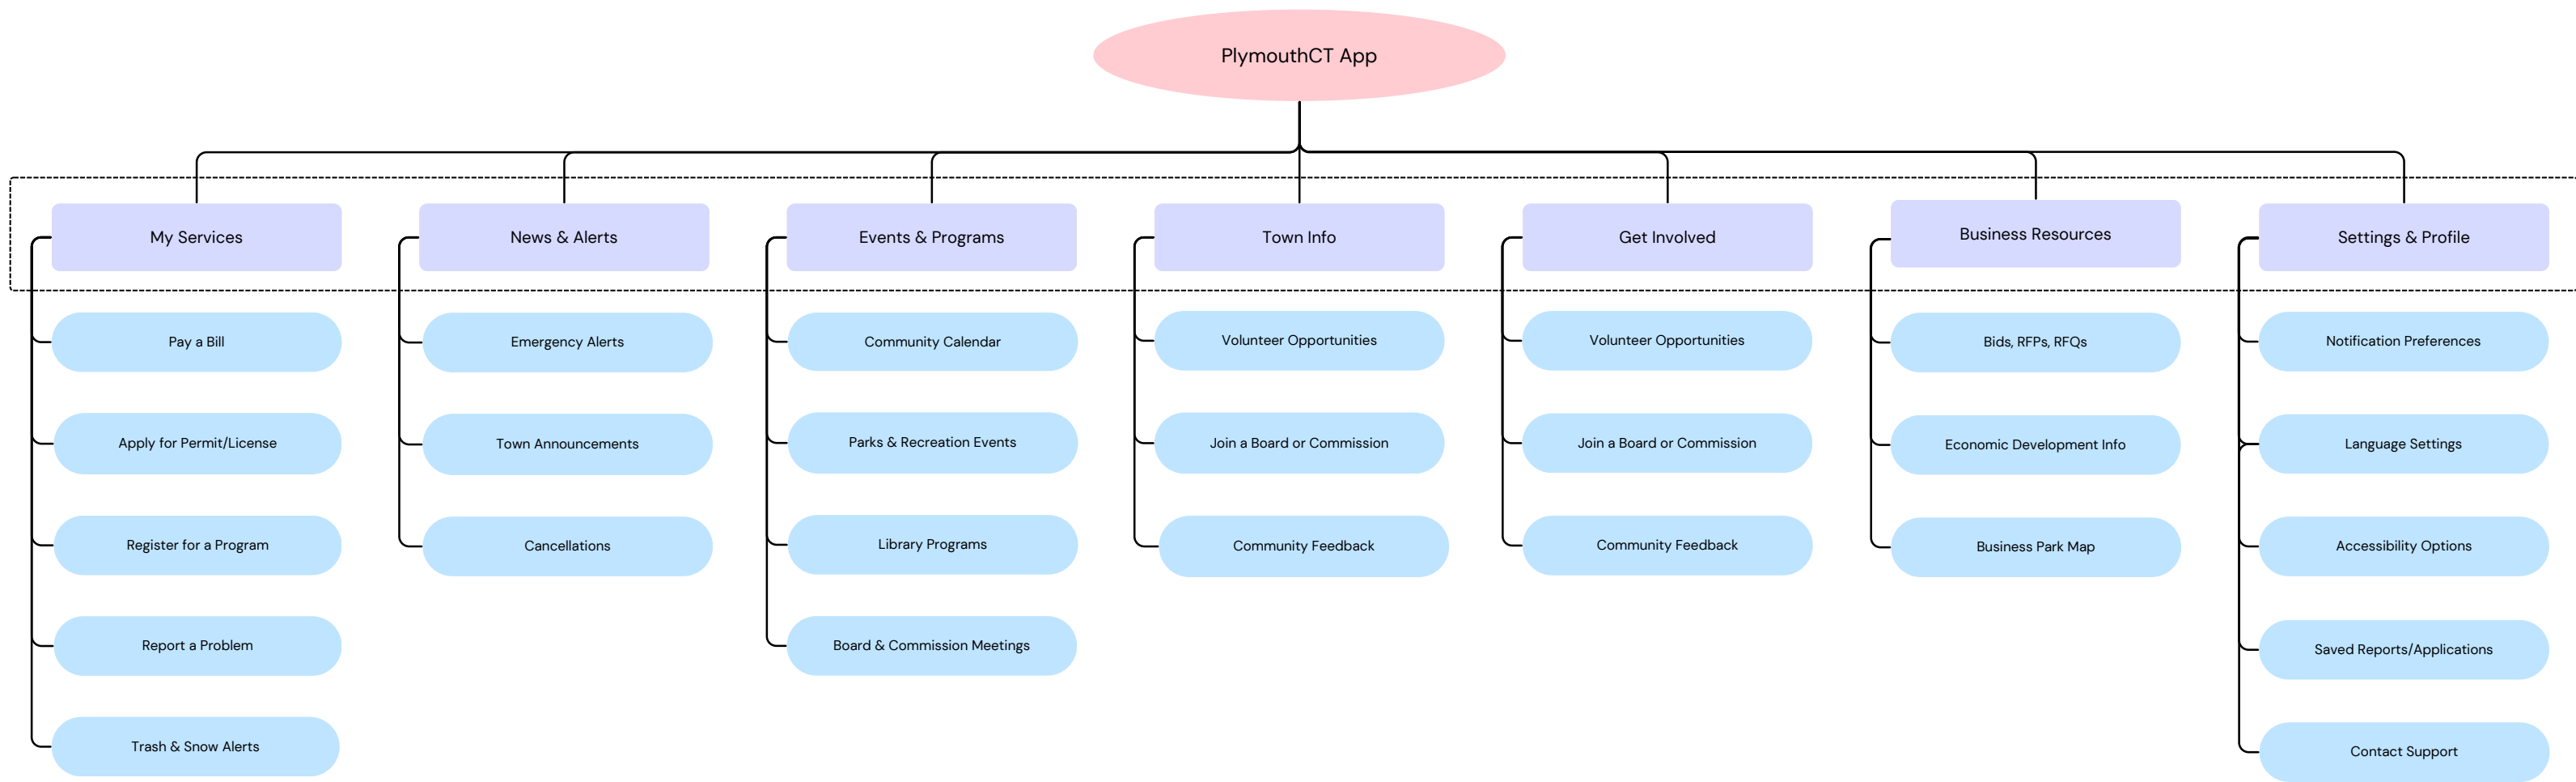 PlymouthCT App
My Services
News & Alerts
Events & Programs
Town Info
Get Involved
Business Resources
Settings & Profile
Pay a Bill
Apply for Permit/License
Register for a Program
Report a Problem
Trash & Snow Alerts
Emergency Alerts
Town Announcements
Cancellations
Community Calendar
Parks & Recreation Events
Library Programs
Board & Commission Meetings
Volunteer Opportunities
Join a Board or Commission
Community Feedback
Volunteer Opportunities
Join a Board or Commission
Community Feedback
Bids, RFPs, RFQs
Economic Development Info
Business Park Map
Notification Preferences
Language Settings
Accessibility Options
Saved Reports/Applications
Contact Support